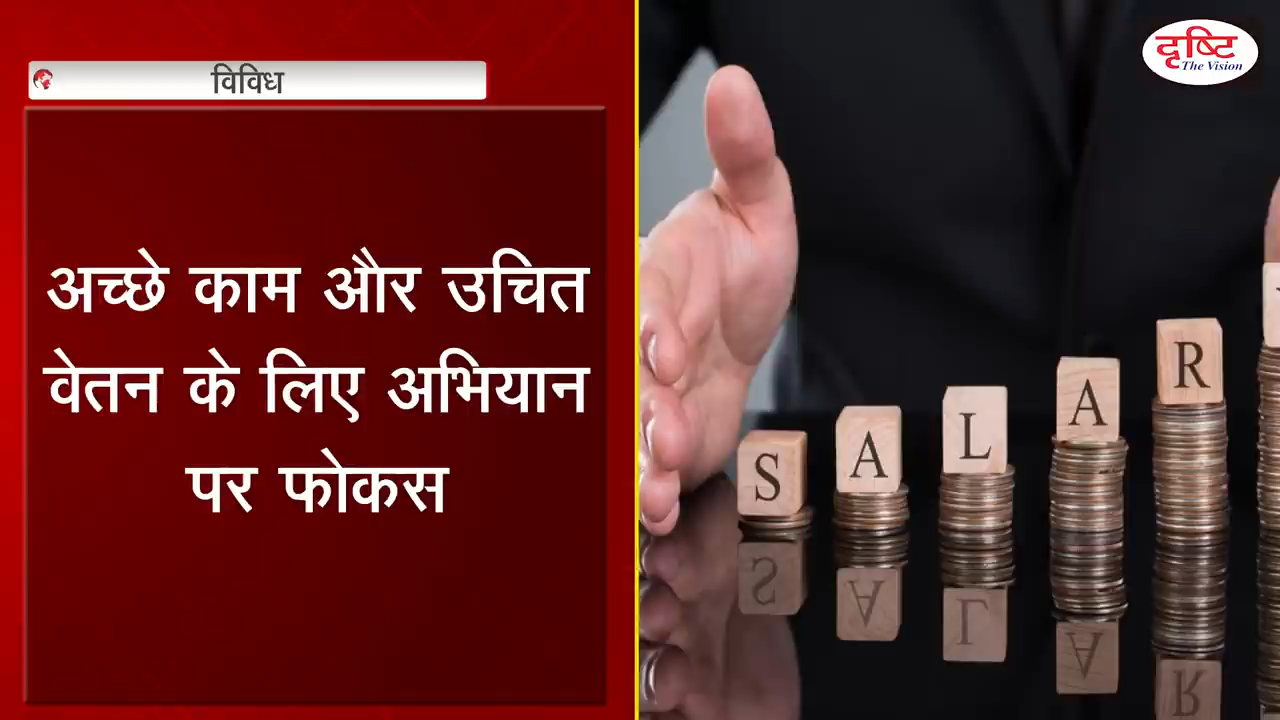 विविध
दृष्टि
The Vision
अच्छे काम और उचित
वेतन के लिए अभियान
पर फोकस
S A L A R